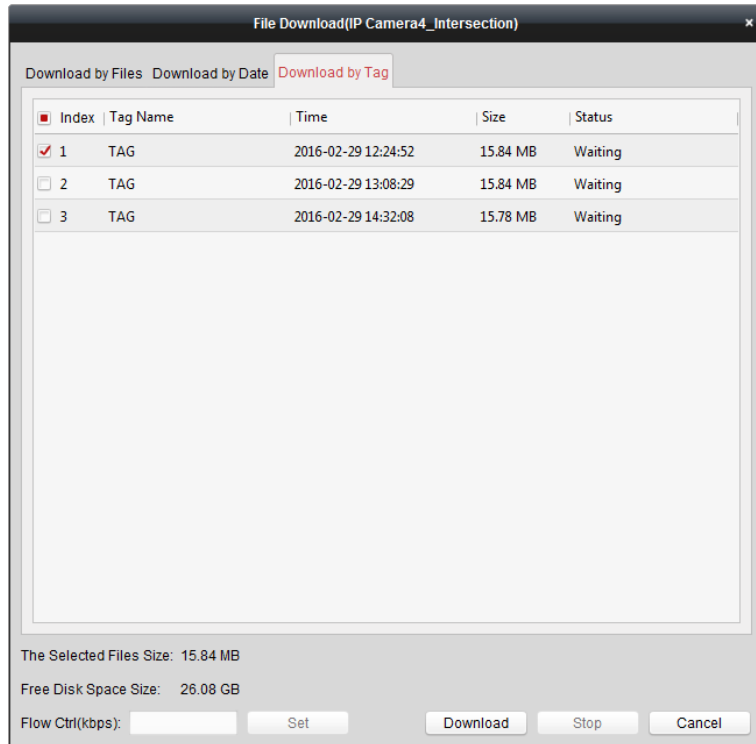 File Download(IP Camera4_Intersection) ×
Download by Files Download by Date Download by Tag
Index Tag Name Time Size Status
1 TAG 2016-02-29 12:24:52 15.84 MB Waiting
2 TAG 2016-02-29 13:08:29 15.84 MB Waiting
3 TAG 2016-02-29 14:32:08 15.78 MB Waiting
The Selected Files Size: 15.84 MB
Free Disk Space Size: 26.08 GB
Flow Ctrl(kbps): Set Download Stop Cancel